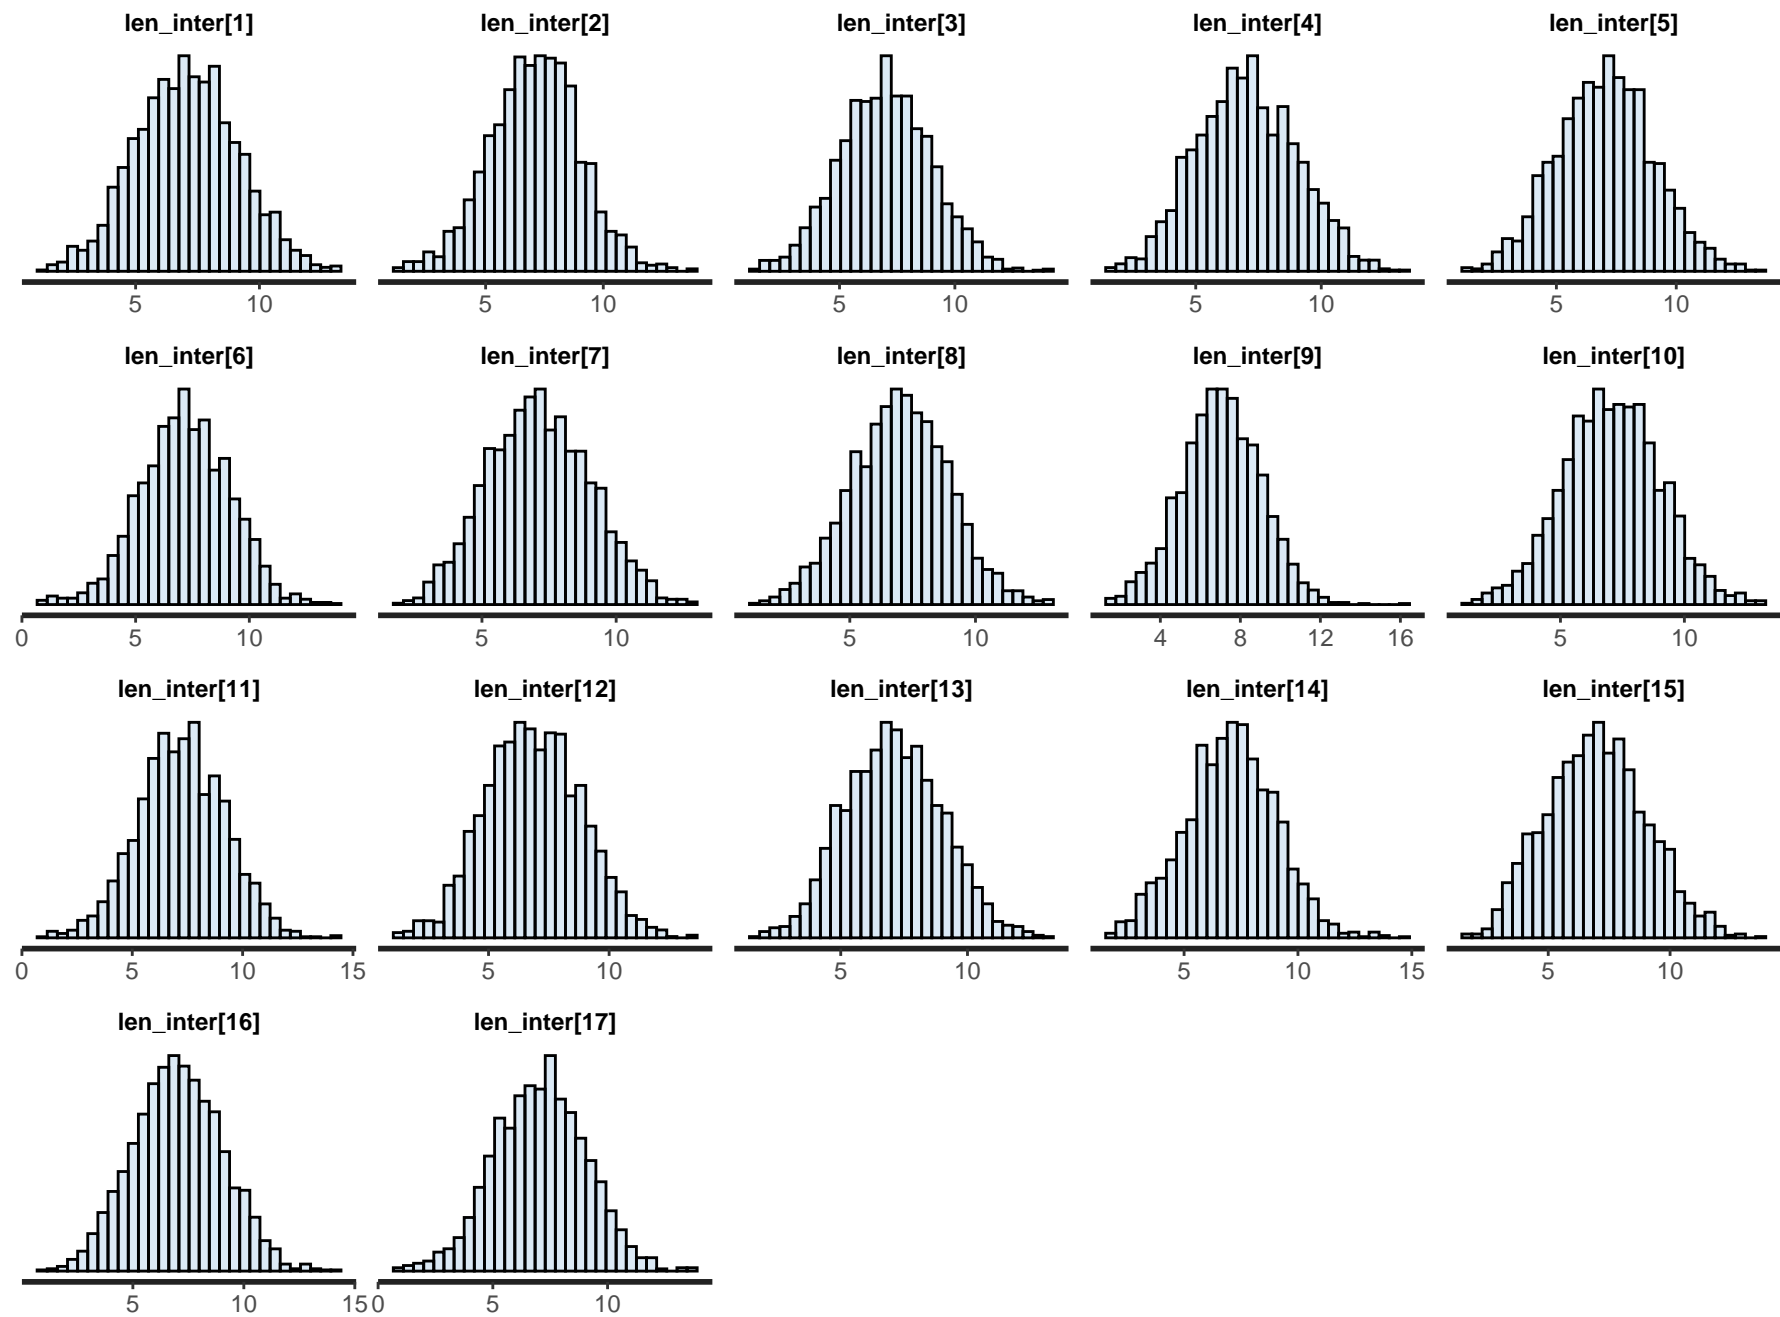 len_inter[1] len_inter[2] len_inter[3] len_inter[4] len_inter[5]
5 10 5 10 5 10 5 10 5 10
len_inter[6] len_inter[7] len_inter[8] len_inter[9] len_inter[10]
0 5 10 5 10 5 10 4 8 12 16 5 10
len_inter[11] len_inter[12] len_inter[13] len_inter[14] len_inter[15]
0 5 10 15 5 10 5 10 5 10 15 5 10
len_inter[16] len_inter[17]
5 10 15 0 5 10